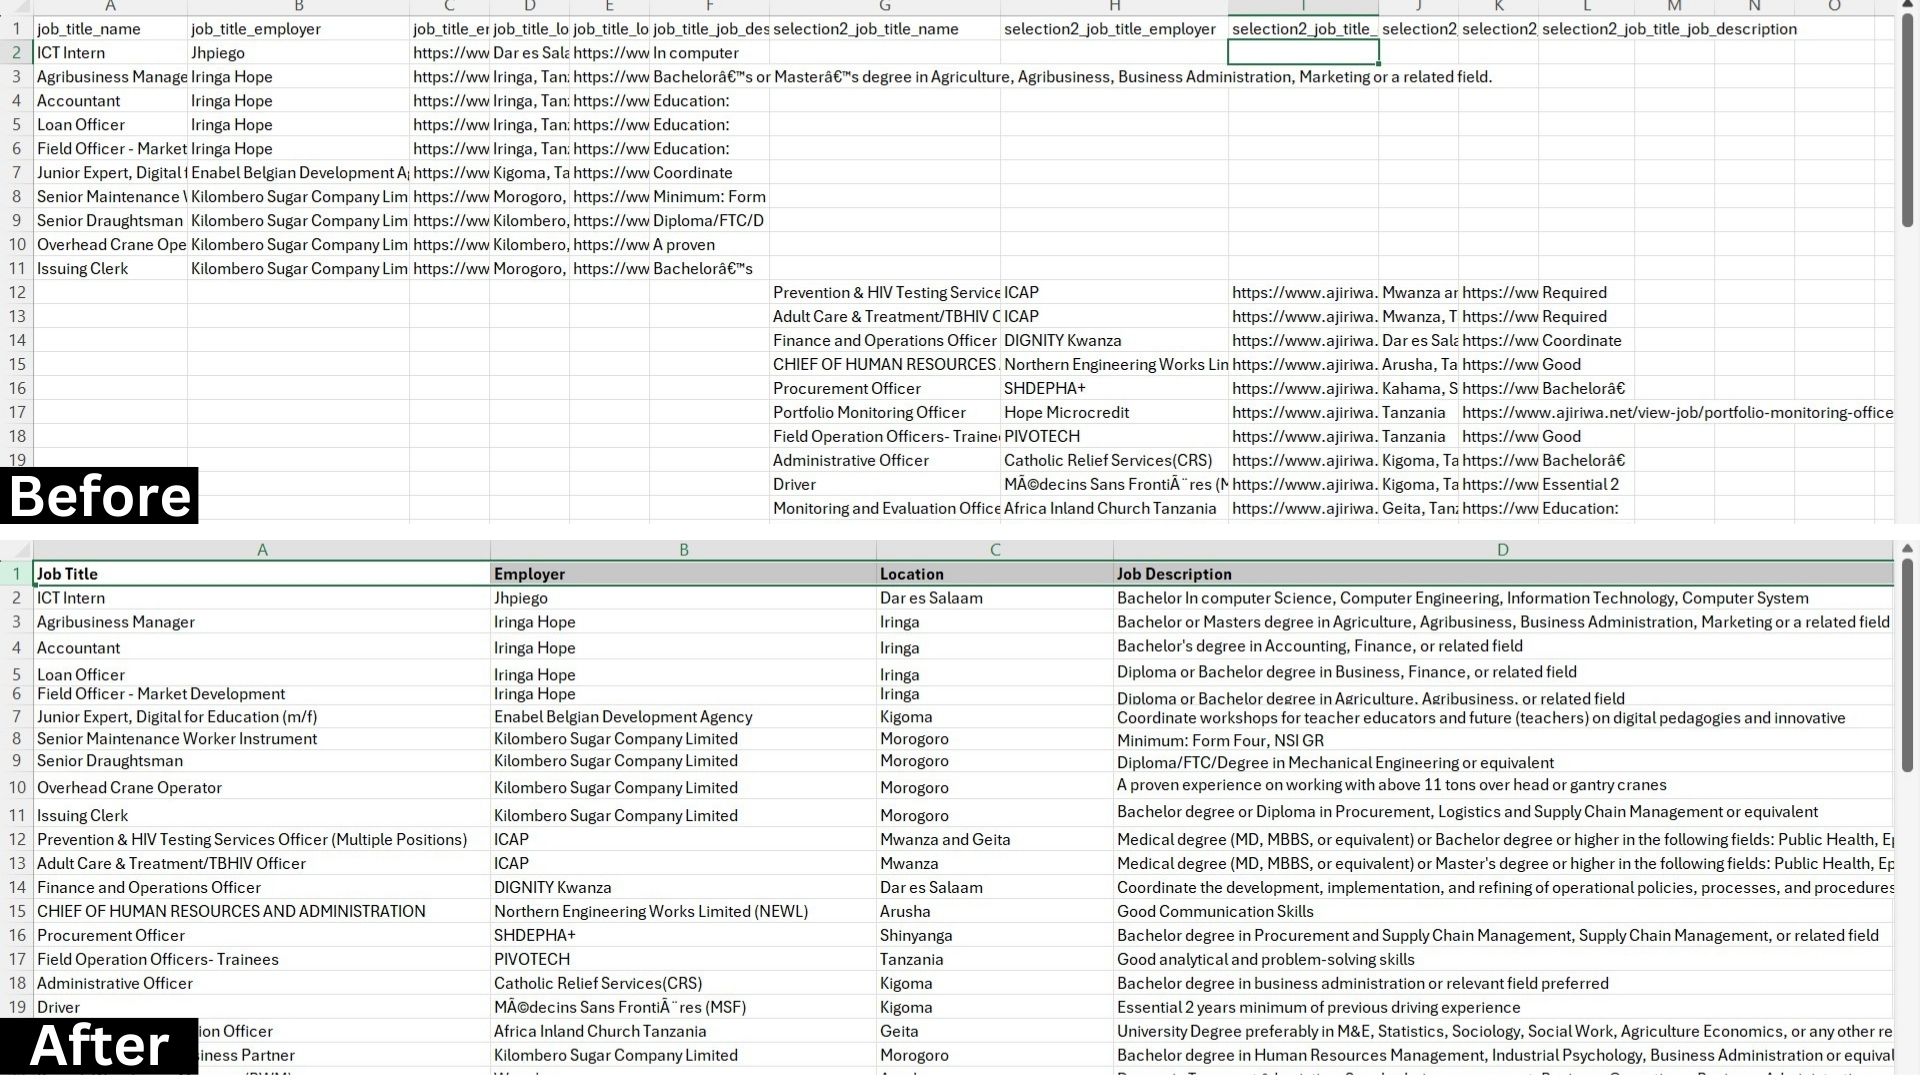 A B C D E F G H I J K L M N O
1 job_title_name job_title_employer job_title_er job_title_lo job_title_lo job_title_job_des selection2_job_title_name selection2_job_title_employer selection2_job_title_ selection2_ selection2_ selection2_job_title_job_description
2 ICT Intern Jhpiego https://ww Dar es Sala https://ww In computer
3 Agribusiness Manage Iringa Hope https://ww Iringa, Tan https://ww Bachelorâ€™s or Masterâ€™s degree in Agriculture, Agribusiness, Business Administration, Marketing or a related field.
4 Accountant Iringa Hope https://ww Iringa, Tan https://ww Education:
5 Loan Officer Iringa Hope https://ww Iringa, Tan https://ww Education:
6 Field Officer - Market Iringa Hope https://ww Iringa, Tan https://ww Education:
7 Junior Expert, Digital f Enabel Belgian Development A https://ww Kigoma, Ta https://ww Coordinate
8 Senior Maintenance Kilombero Sugar Company Lim https://ww Morogoro, https://ww Minimum: Form
9 Senior Draughtsman Kilombero Sugar Company Lim https://ww Kilombero, https://ww Diploma/FTC/D
10 Overhead Crane Ope Kilombero Sugar Company Lim https://ww Kilombero, https://ww A proven
11 Issuing Clerk Kilombero Sugar Company Lim https://ww Morogoro, https://ww Bachelorâ€™s
12 Prevention & HIV Testing Service ICAP https://www.ajiriwa. Mwanza an https://ww Required
13 Adult Care & Treatment/TBHIV C ICAP https://www.ajiriwa. Mwanza, T https://ww Required
14 Finance and Operations Officer DIGNITY Kwanza https://www.ajiriwa. Dar es Sala https://ww Coordinate
15 CHIEF OF HUMAN RESOURCES Northern Engineering Works Lim https://www.ajiriwa. Arusha, Ta https://ww Good
16 Procurement Officer SHDEPHA+ https://www.ajiriwa. Kahama, S https://ww Bachelorâ€
17 Portfolio Monitoring Officer Hope Microcredit https://www.ajiriwa. Tanzania https://www.ajiriwa.net/view-job/portfolio-monitoring-office
18 Field Operation Officers- Traine PIVOTECH https://www.ajiriwa. Tanzania https://ww Good
19 Administrative Officer Catholic Relief Services(CRS) https://www.ajiriwa. Kigoma, Ta https://ww Bachelorâ€
Driver MÃ©decins Sans FrontiÃ¨res (M https://www.ajiriwa. Kigoma, Ta https://ww Essential 2
Monitoring and Evaluation Office Africa Inland Church Tanzania https://www.ajiriwa. Geita, Tan https://ww Education:
Before
A B C D
1 Job Title Employer Location Job Description
2 ICT Intern Jhpiego Dar es Salaam Bachelor In computer Science, Computer Engineering, Information Technology, Computer System
3 Agribusiness Manager Iringa Hope Iringa Bachelor or Masters degree in Agriculture, Agribusiness, Business Administration, Marketing or a related field
4 Accountant Iringa Hope Iringa Bachelor's degree in Accounting, Finance, or related field
5 Loan Officer Iringa Hope Iringa Diploma or Bachelor degree in Business, Finance, or related field
6 Field Officer - Market Development Iringa Hope Iringa Diploma or Bachelor degree in Agriculture, Agribusiness, or related field
7 Junior Expert, Digital for Education (m/f) Enabel Belgian Development Agency Kigoma Coordinate workshops for teacher educators and future (teachers) on digital pedagogies and innovative
8 Senior Maintenance Worker Instrument Kilombero Sugar Company Limited Morogoro Minimum: Form Four, NSI GR
9 Senior Draughtsman Kilombero Sugar Company Limited Morogoro Diploma/FTC/Degree in Mechanical Engineering or equivalent
10 Overhead Crane Operator Kilombero Sugar Company Limited Morogoro A proven experience on working with above 11 tons over head or gantry cranes
11 Issuing Clerk Kilombero Sugar Company Limited Morogoro Bachelor degree or Diploma in Procurement, Logistics and Supply Chain Management or equivalent
12 Prevention & HIV Testing Services Officer (Multiple Positions) ICAP Mwanza and Geita Medical degree (MD, MBBS, or equivalent) or Bachelor degree or higher in the following fields: Public Health, Ep
13 Adult Care & Treatment/TBHIV Officer ICAP Mwanza Medical degree (MD, MBBS, or equivalent) or Master's degree or higher in the following fields: Public Health, Ep
14 Finance and Operations Officer DIGNITY Kwanza Dar es Salaam Coordinate the development, implementation, and refining of operational policies, processes, and procedures
15 CHIEF OF HUMAN RESOURCES AND ADMINISTRATION Northern Engineering Works Limited (NEWL) Arusha Good Communication Skills
16 Procurement Officer SHDEPHA+ Shinyanga Bachelor degree in Procurement and Supply Chain Management, Supply Chain Management, or related field
17 Field Operation Officers- Trainees PIVOTECH Tanzania Good analytical and problem-solving skills
18 Administrative Officer Catholic Relief Services(CRS) Kigoma Bachelor degree in business administration or relevant field preferred
19 Driver MÃ©decins Sans FrontiÃ¨res (MSF) Kigoma Essential 2 years minimum of previous driving experience
ion Officer Africa Inland Church Tanzania Geita University Degree preferably in M&E, Statistics, Sociology, Social Work, Agriculture Economics, or any other re
siness Partner Kilombero Sugar Company Limited Morogoro Bachelor degree in Human Resources Management, Industrial Psychology, Business Administration or equival
After